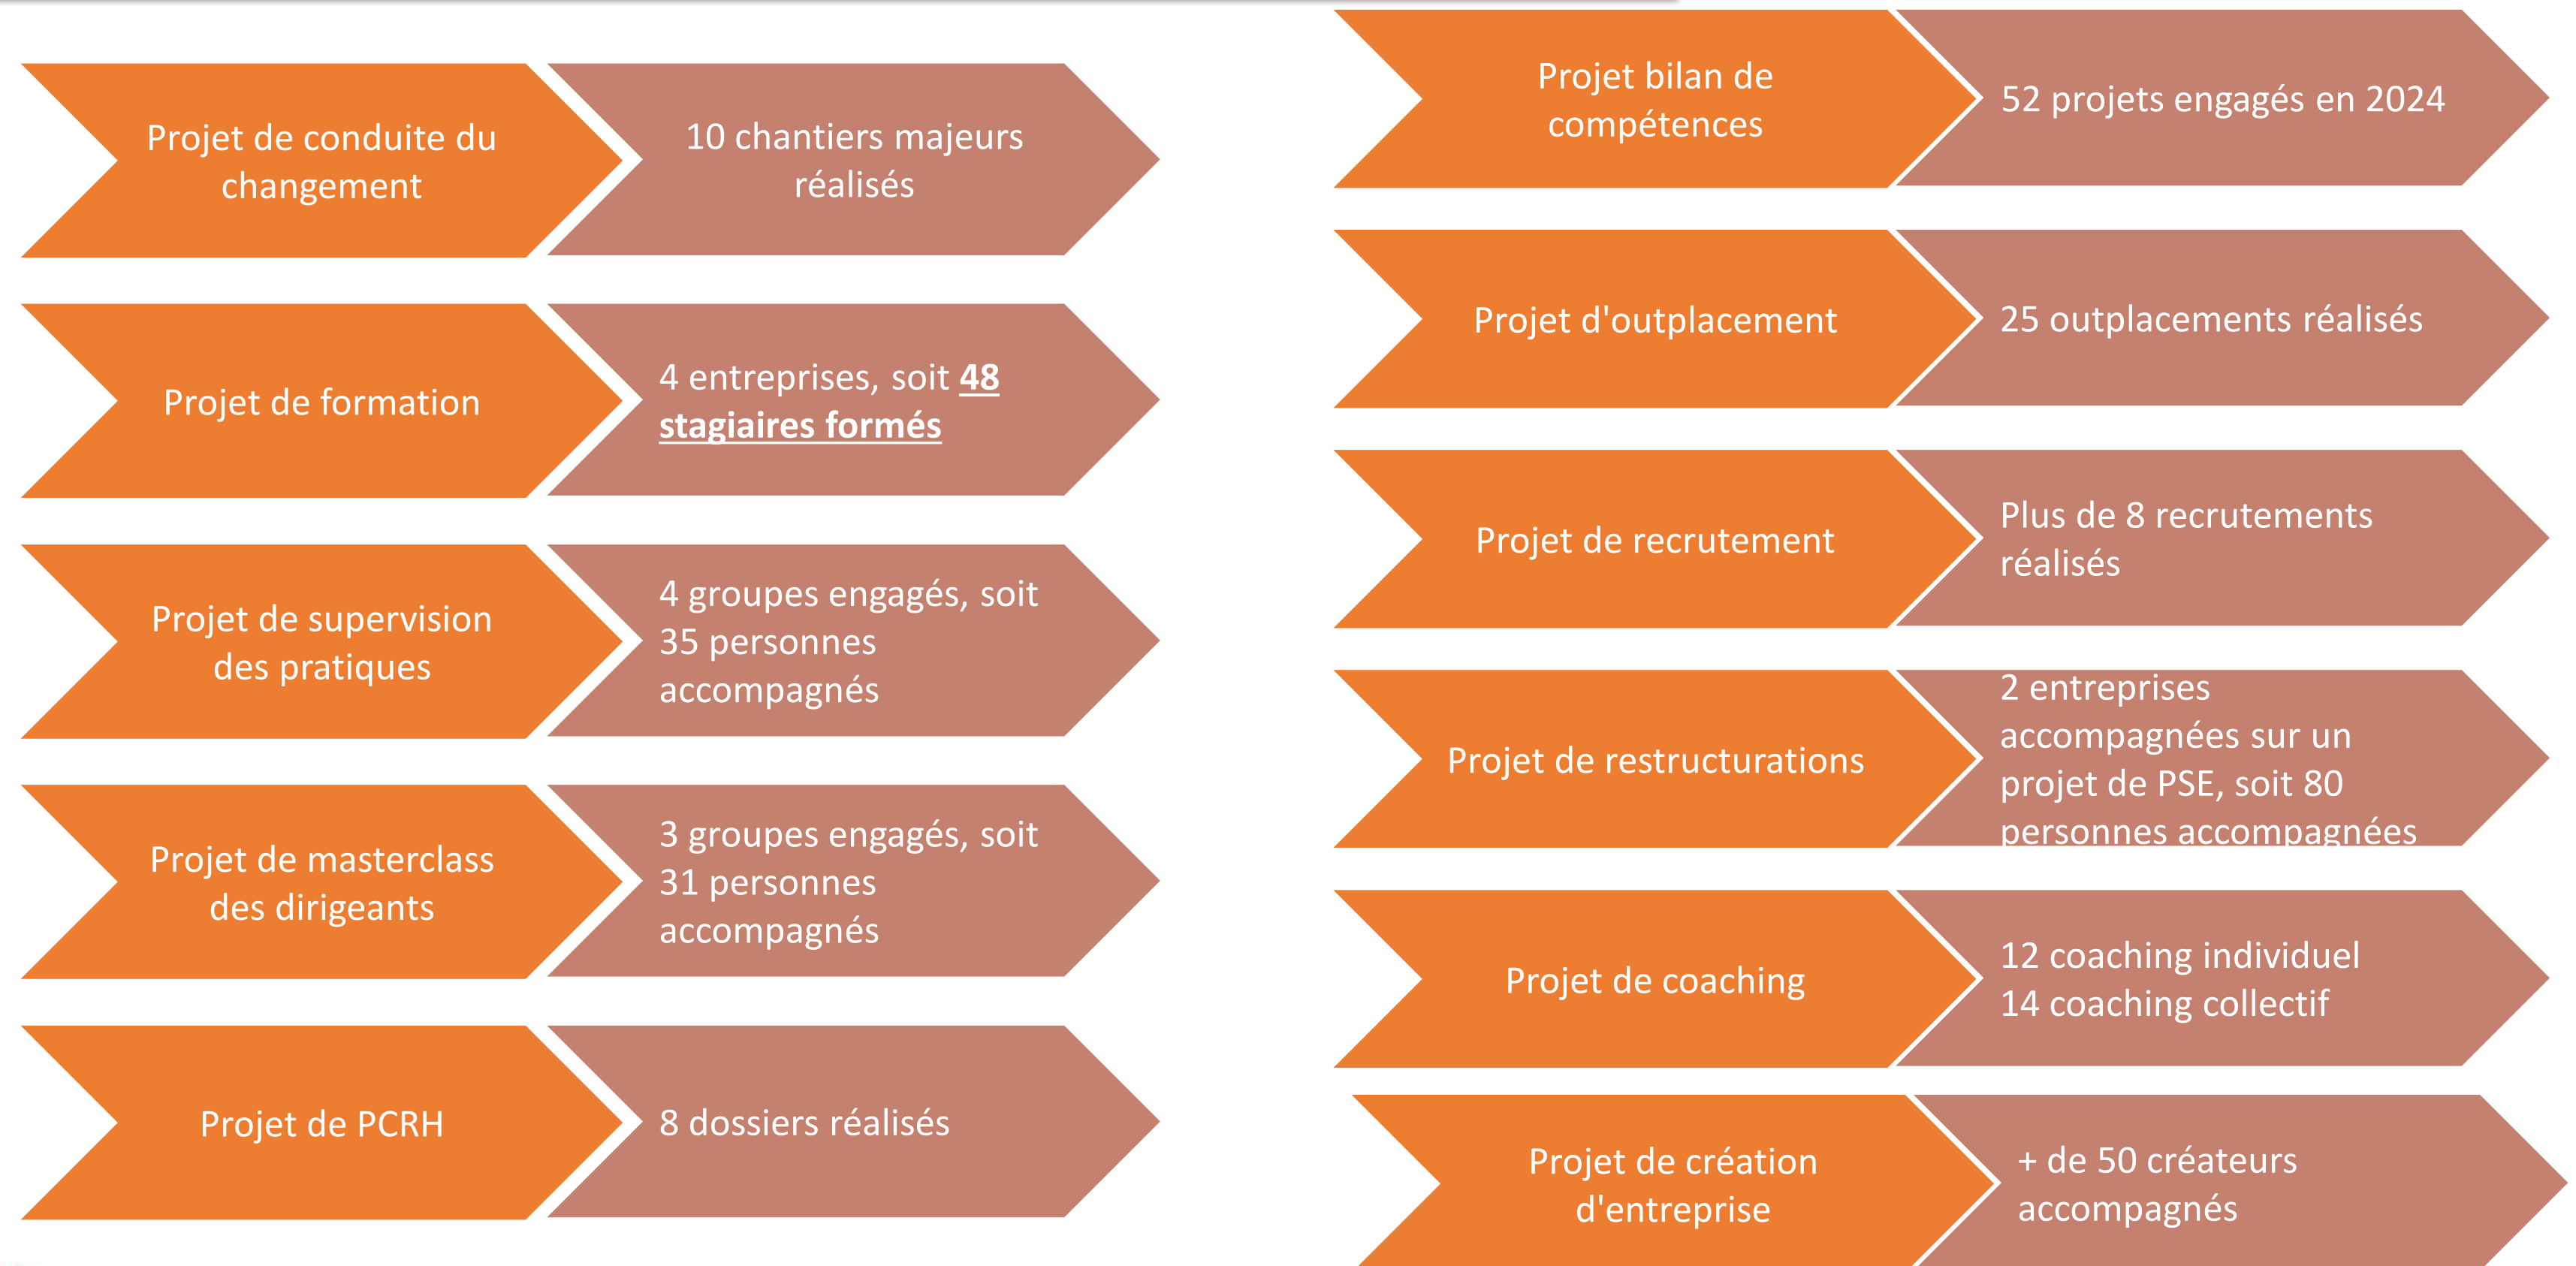 Projet de conduite du
changement
10 chantiers majeurs
réalisés
Projet de formation
4 entreprises, soit 48
stagiaires formés
Projet de supervision
des pratiques
4 groupes engagés, soit
35 personnes
accompagnés
Projet de masterclass
des dirigeants
3 groupes engagés, soit
31 personnes
accompagnés
Projet de PCRH
8 dossiers réalisés
Projet bilan de
compétences
52 projets engagés en 2024
Projet d'outplacement
25 outplacements réalisés
Projet de recrutement
Plus de 8 recrutements
réalisés
Projet de restructurations
2 entreprises
accompagnées sur un
projet de PSE, soit 80
personnes accompagnées
Projet de coaching
12 coaching individuel
14 coaching collectif
Projet de création
d'entreprise
+ de 50 créateurs
accompagnés